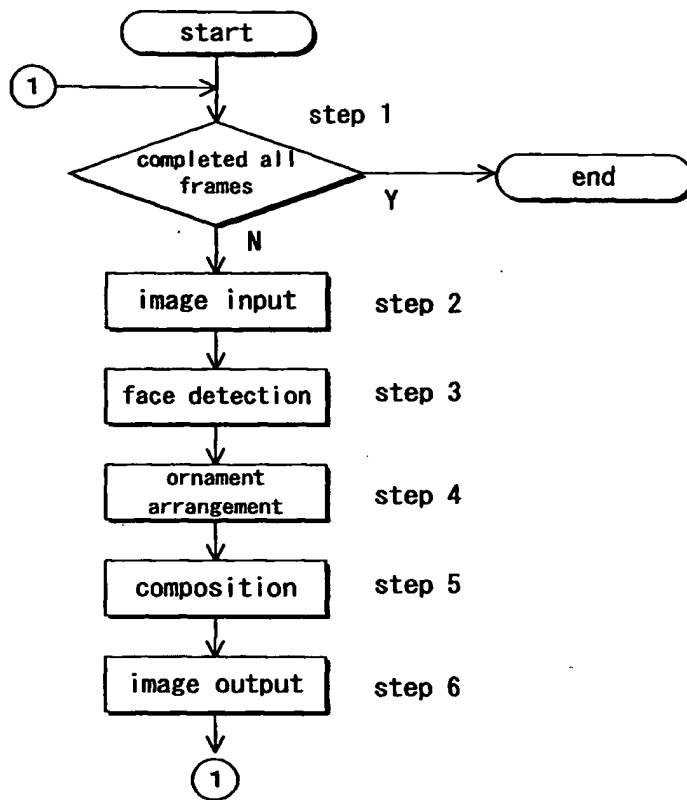 start
1
step 1
completed all
frames
Y
end
N
image input
step 2
face detection
step 3
ornament
arrangement
step 4
composition
step 5
image output
step 6
1